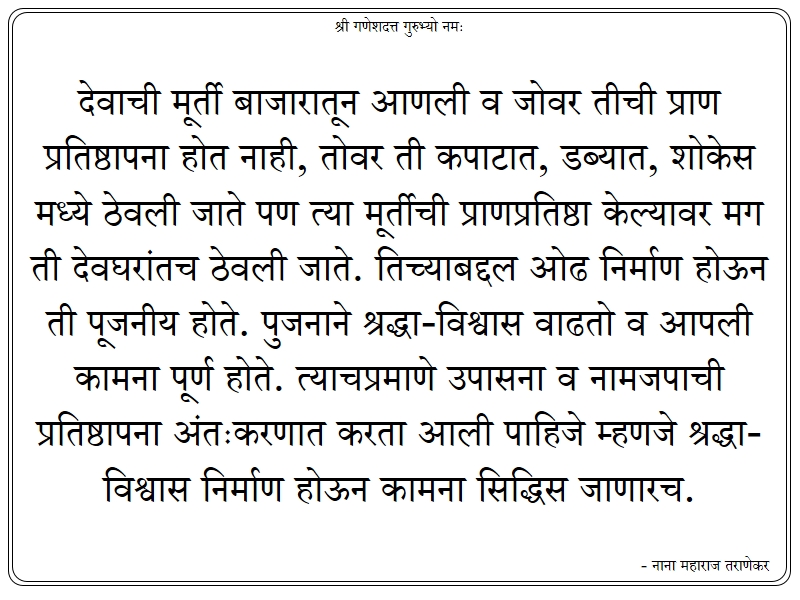 श्री गणेशदत्त गुरुभ्यो नमः
देवाची मूर्ती बाजारातून आणली व जोवर तीची प्राण
प्रतिष्ठापना होत नाही, तोवर ती कपाटात, डब्यात, शोकेस
मध्ये ठेवली जाते पण त्या मूर्तीची प्राणप्रतिष्ठा केल्यावर मग
ती देवघरांतच ठेवली जाते. तिच्याबद्दल ओढ निर्माण होऊन
ती पूजनीय होते. पुजनाने श्रद्धा-विश्वास वाढतो व आपली
कामना पूर्ण होते. त्याचप्रमाणे उपासना व नामजपाची
प्रतिष्ठापना अंतःकरणात करता आली पाहिजे म्हणजे श्रद्धा-
विश्वास निर्माण होऊन कामना सिद्धिस जाणारच.
- नाना महाराज तराणेकर